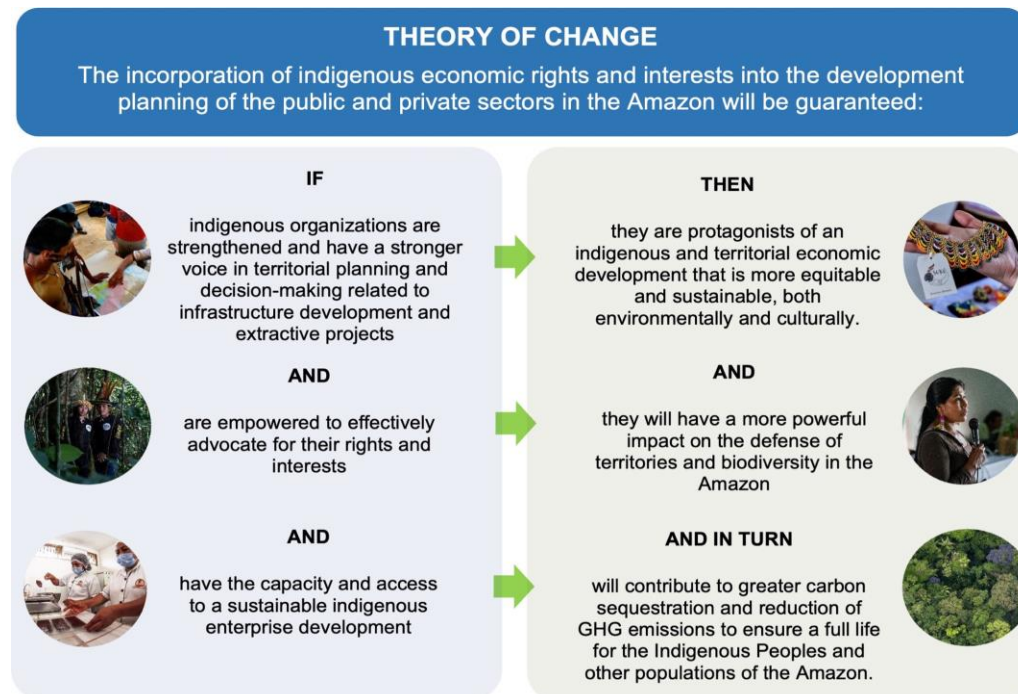 THEORY OF CHANGE
The incorporation of indigenous economic rights and interests into the development
planning of the public and private sectors in the Amazon will be guaranteed:
IF
indigenous organizations are
strengthened and have a stronger
voice in territorial planning and
decision-making related to
infrastructure development and
extractive projects
AND
are empowered to effectively
advocate for their rights and
interests
AND
have the capacity and access
to a sustainable indigenous
enterprise development
THEN
they are protagonists of an
indigenous and territorial economic
development that is more equitable
and sustainable, both
environmentally and culturally.
AND
they will have a more powerful
impact on the defense of
territories and biodiversity in the
Amazon
AND IN TURN
will contribute to greater carbon
sequestration and reduction of
GHG emissions to ensure a full life
for the Indigenous Peoples and
other populations of the Amazon.